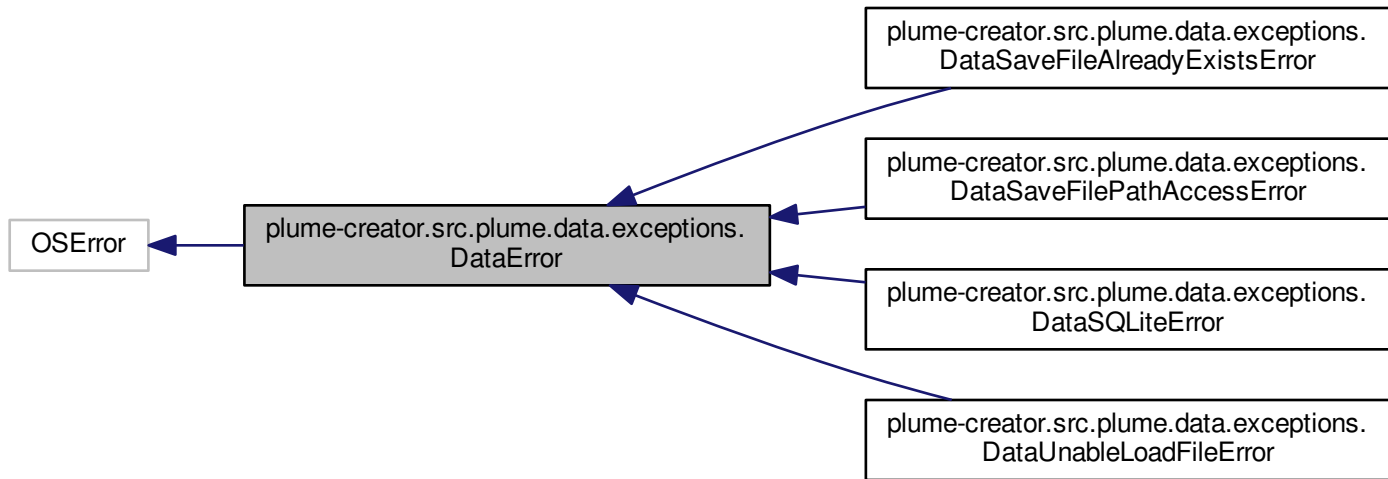 plume-creator.src.plume.data.exceptions.
DataSaveFileAlreadyExistsError
plume-creator.src.plume.data.exceptions.
DataSaveFilePathAccessError
OSError
plume-creator.src.plume.data.exceptions.
DataError
plume-creator.src.plume.data.exceptions.
DataSQLiteError
plume-creator.src.plume.data.exceptions.
DataUnableLoadFileError